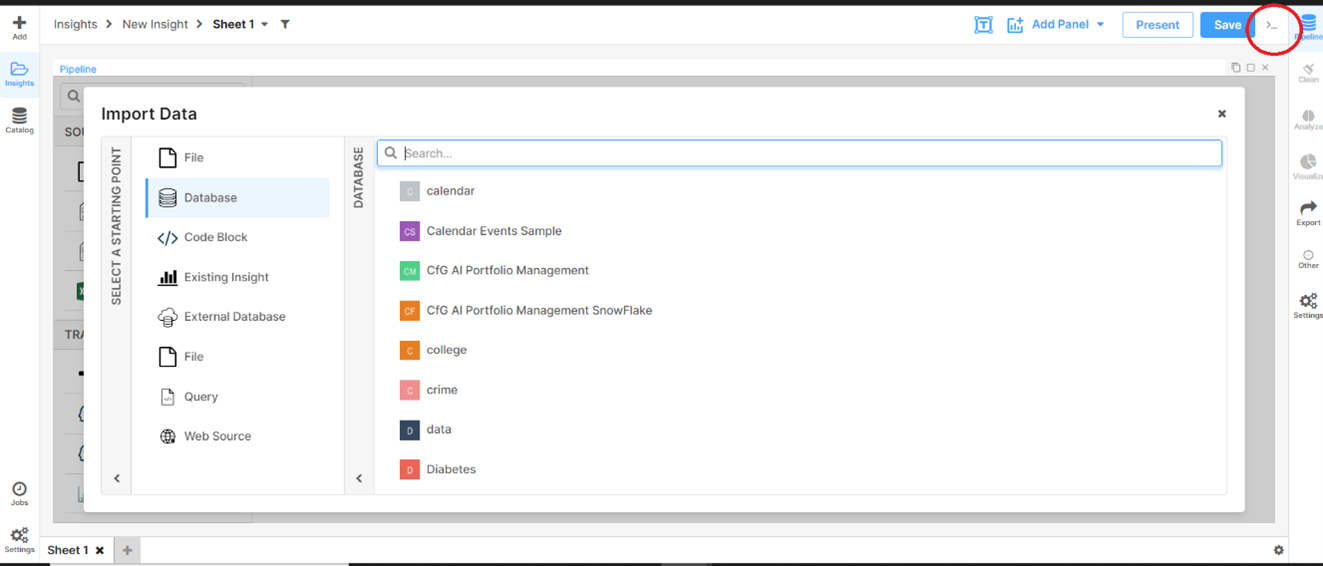 Insights > New Insight > Sheet 1
Add Panel
Present
Save
>_
Add
Insights
Catalog
Jobs
Settings
Pipeline
SOU
TRA
Import Data
SELECT A STARTING POINT
File
Database
Code Block
Existing Insight
External Database
File
Query
Web Source
DATABASE
Search...
C calendar
CS Calendar Events Sample
CM CfG AI Portfolio Management
CF CfG AI Portfolio Management SnowFlake
C college
C crime
D data
D Diabetes
Pipeline
Clean
Analyze
Visualize
Export
Other
Settings
Sheet 1